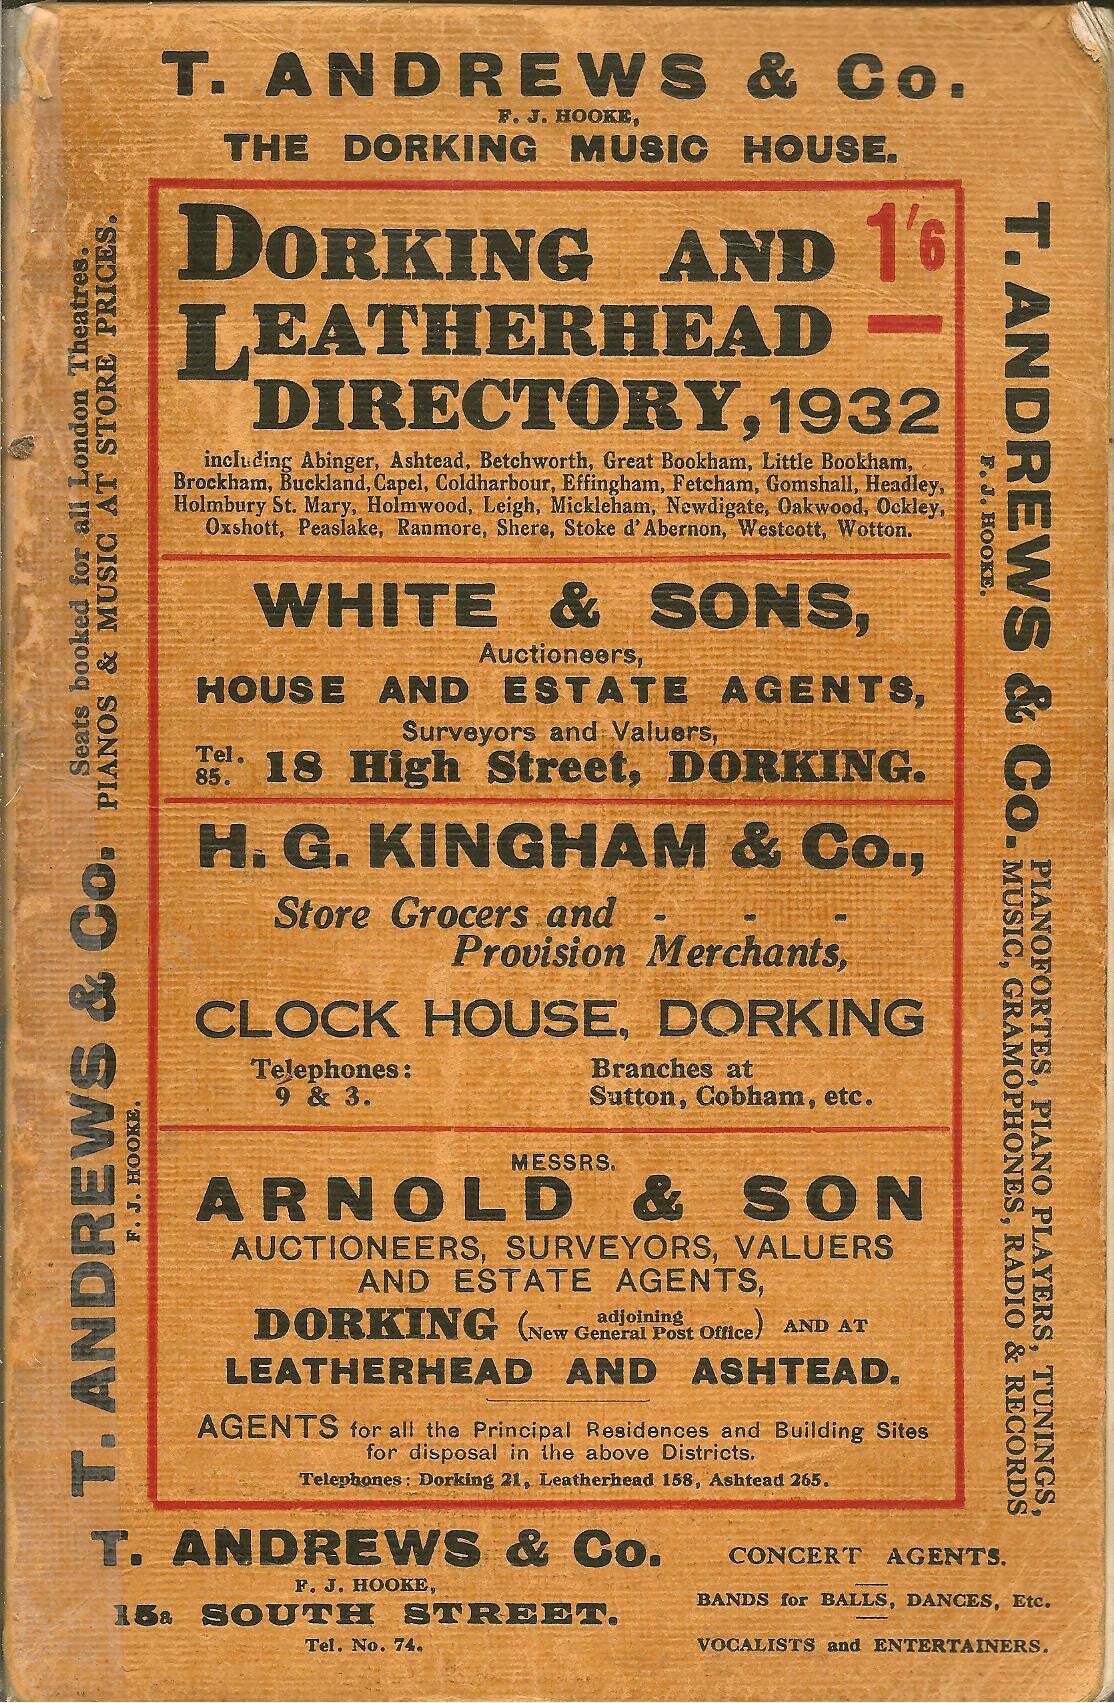 T. ANDREWS & Co.
F. J. HOOKE,
THE DORKING MUSIC HOUSE.
DORKING AND 1'6
LEATHERHEAD
DIRECTORY, 1932
including Abinger, Ashtead, Betchworth, Great Bookham, Little Bookham,
Brockham, Buckland, Capel, Coldharbour, Effingham, Fetcham, Gomshall, Headley,
Holmbury St. Mary, Holmwood, Leigh, Mickleham, Newdigate, Oakwood, Ockley,
Oxshott, Peaslake, Ranmore, Shere, Stoke d'Abernon, Westcott, Wotton.
WHITE & SONS,
Auctioneers,
HOUSE AND ESTATE AGENTS,
Surveyors and Valuers,
Tel. 85. 18 High Street, DORKING.
H. G. KINGHAM & Co.,
Store Grocers and - - -
Provision Merchants,
CLOCK HOUSE, DORKING
Telephones: Branches at
9 & 3. Sutton, Cobham, etc.
MESSRS.
ARNOLD & SON
AUCTIONEERS, SURVEYORS, VALUERS
AND ESTATE AGENTS,
DORKING (adjoining New General Post Office) AND AT
LEATHERHEAD AND ASHTEAD.
AGENTS for all the Principal Residences and Building Sites
for disposal in the above Districts.
Telephones: Dorking 21, Leatherhead 158, Ashtead 265.
T. ANDREWS & Co.
F. J. HOOKE.
Seats booked for all London Theatres.
PIANOS & MUSIC AT STORE PRICES.
T. ANDREWS & Co.
F. J. HOOKE.
PIANOFORTES, PIANO PLAYERS, TUNINGS,
MUSIC, GRAMOPHONES, RADIO & RECORDS
T. ANDREWS & Co.
F. J. HOOKE,
15a SOUTH STREET.
Tel. No. 74.
CONCERT AGENTS.
BANDS for BALLS, DANCES, Etc.
VOCALISTS and ENTERTAINERS.